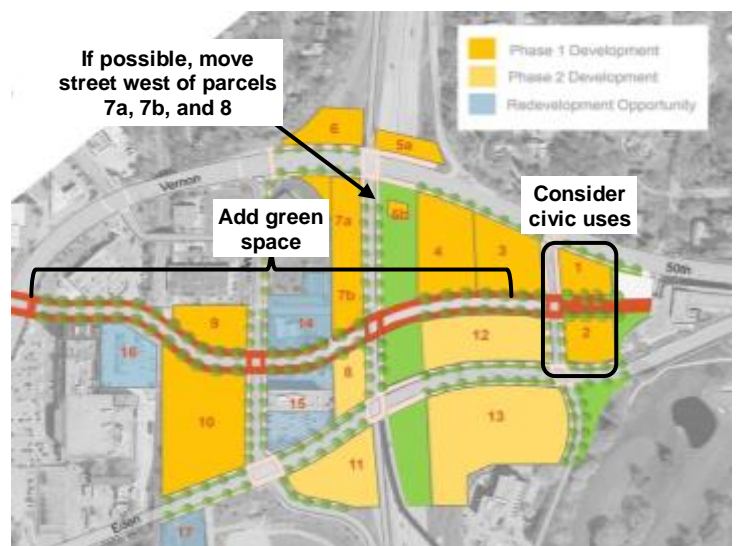 If possible, move
street west of parcels
7a, 7b, and 8
Phase 1 Development
Phase 2 Development
Redevelopment Opportunity
6
5a
Vernon
Consider
civic uses
Add green
space
7a
5b
4
3
1
50th
7b
9
14
12
2
16
8
15
10
13
11
Eden
17